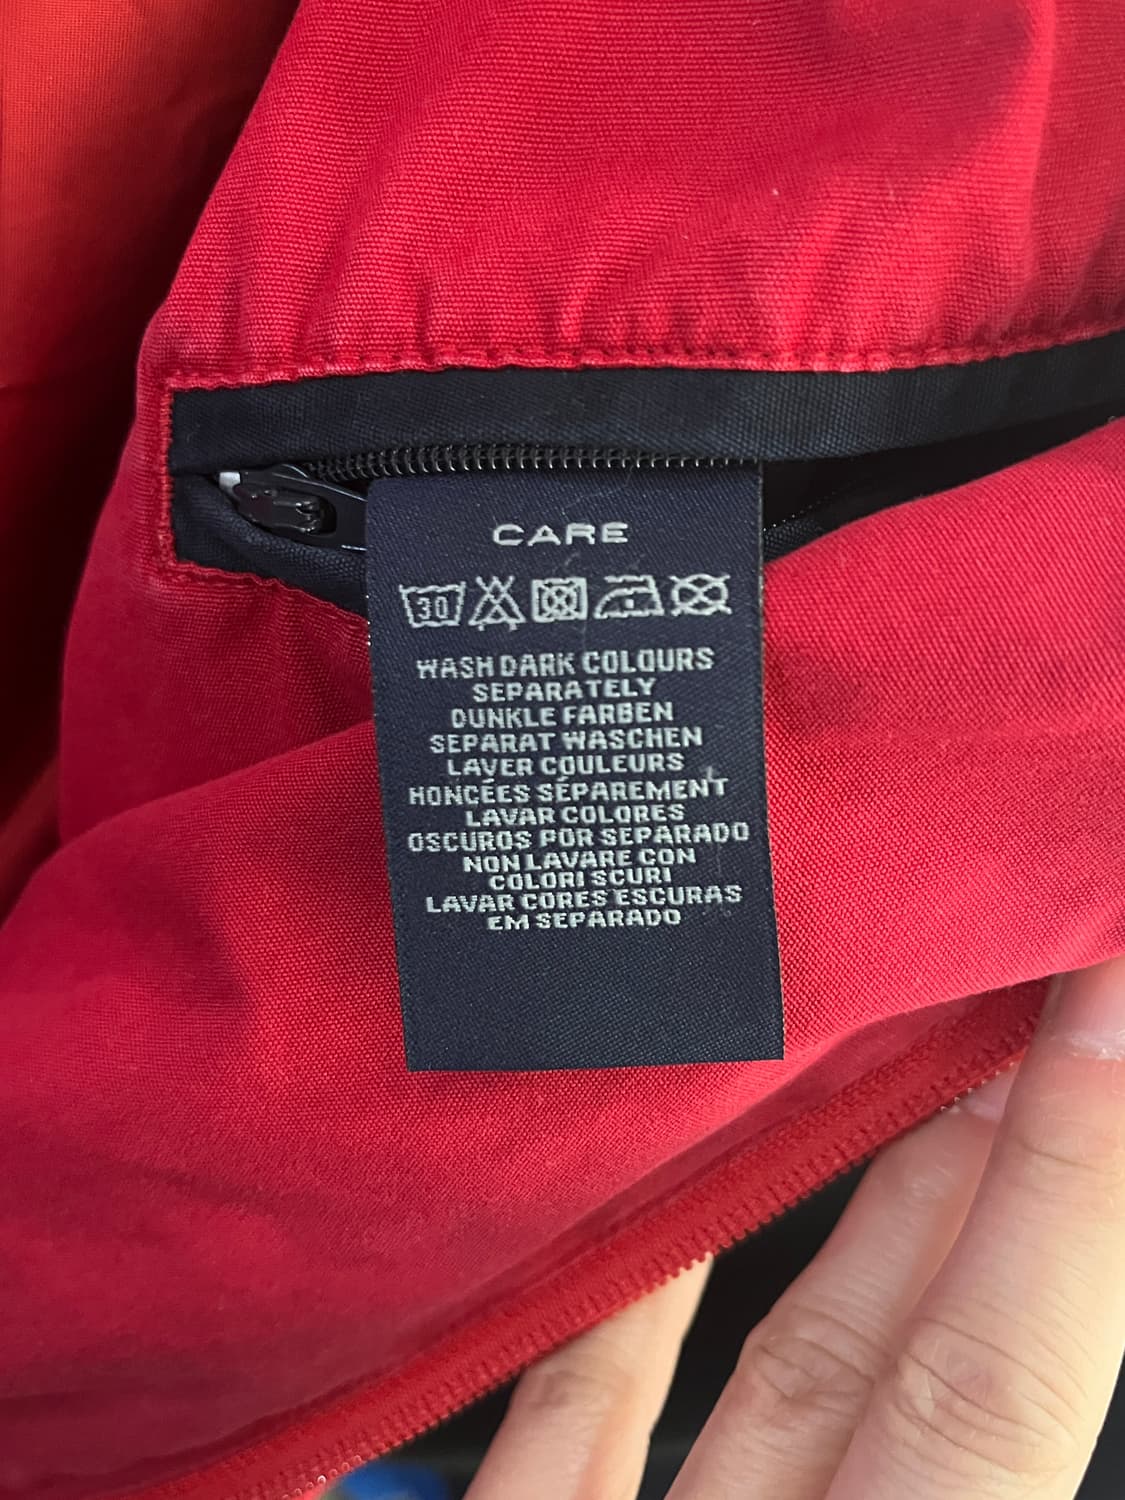 CARE
30
WASH DARK COLOURS
SEPARATELY
DUNKLE FARBEN
SEPARAT WASCHEN
LAVER COULEURS
HONCÉES SÉPAREMENT
LAVAR COLORES
OSCUROS POR SEPARADO
NON LAVARE CON
COLORI SCURI
LAVAR CORES ESCURAS
EM SEPARADO